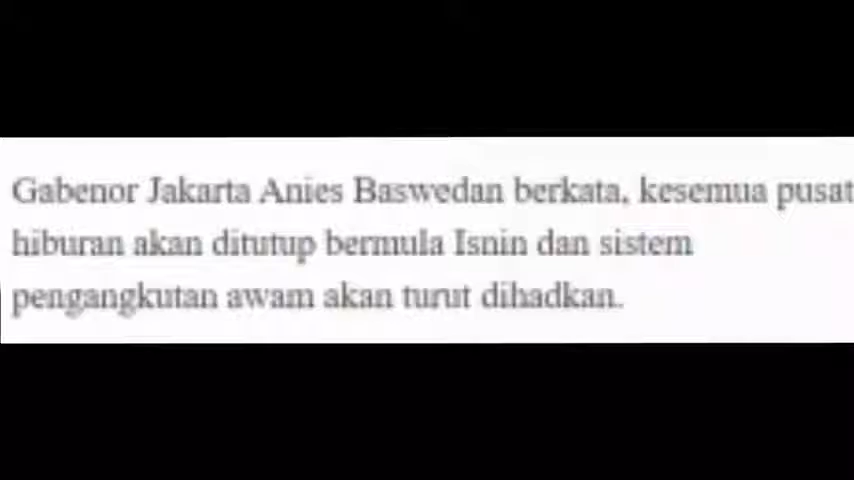 Gabenor Jakarta Anies Baswedan berkata, kesemua pusat
hiburan akan ditutup bermula Isnin dan sistem
pengangkutan awam akan turut dihadkan.